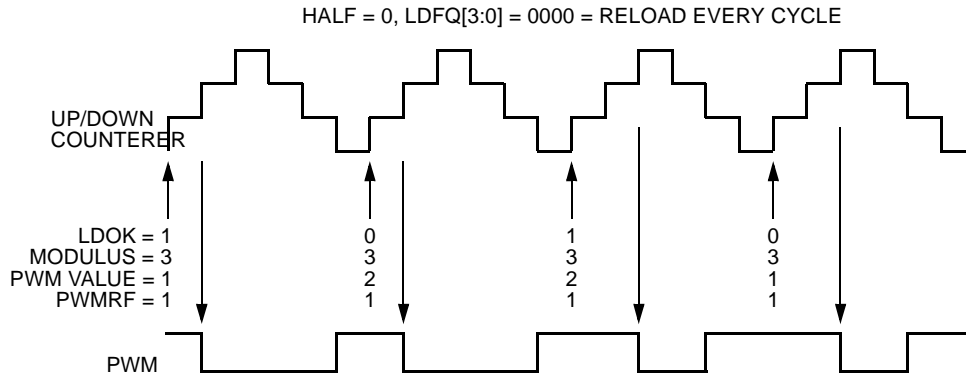 HALF = 0, LDFQ[3:0] = 0000 = RELOAD EVERY CYCLE
UP/DOWN
COUNTERER
LDOK = 1 0 1 0
MODULUS = 3 3 3 3
PWM VALUE = 1 2 2 1
PWMRF = 1 1 1 1
PWM